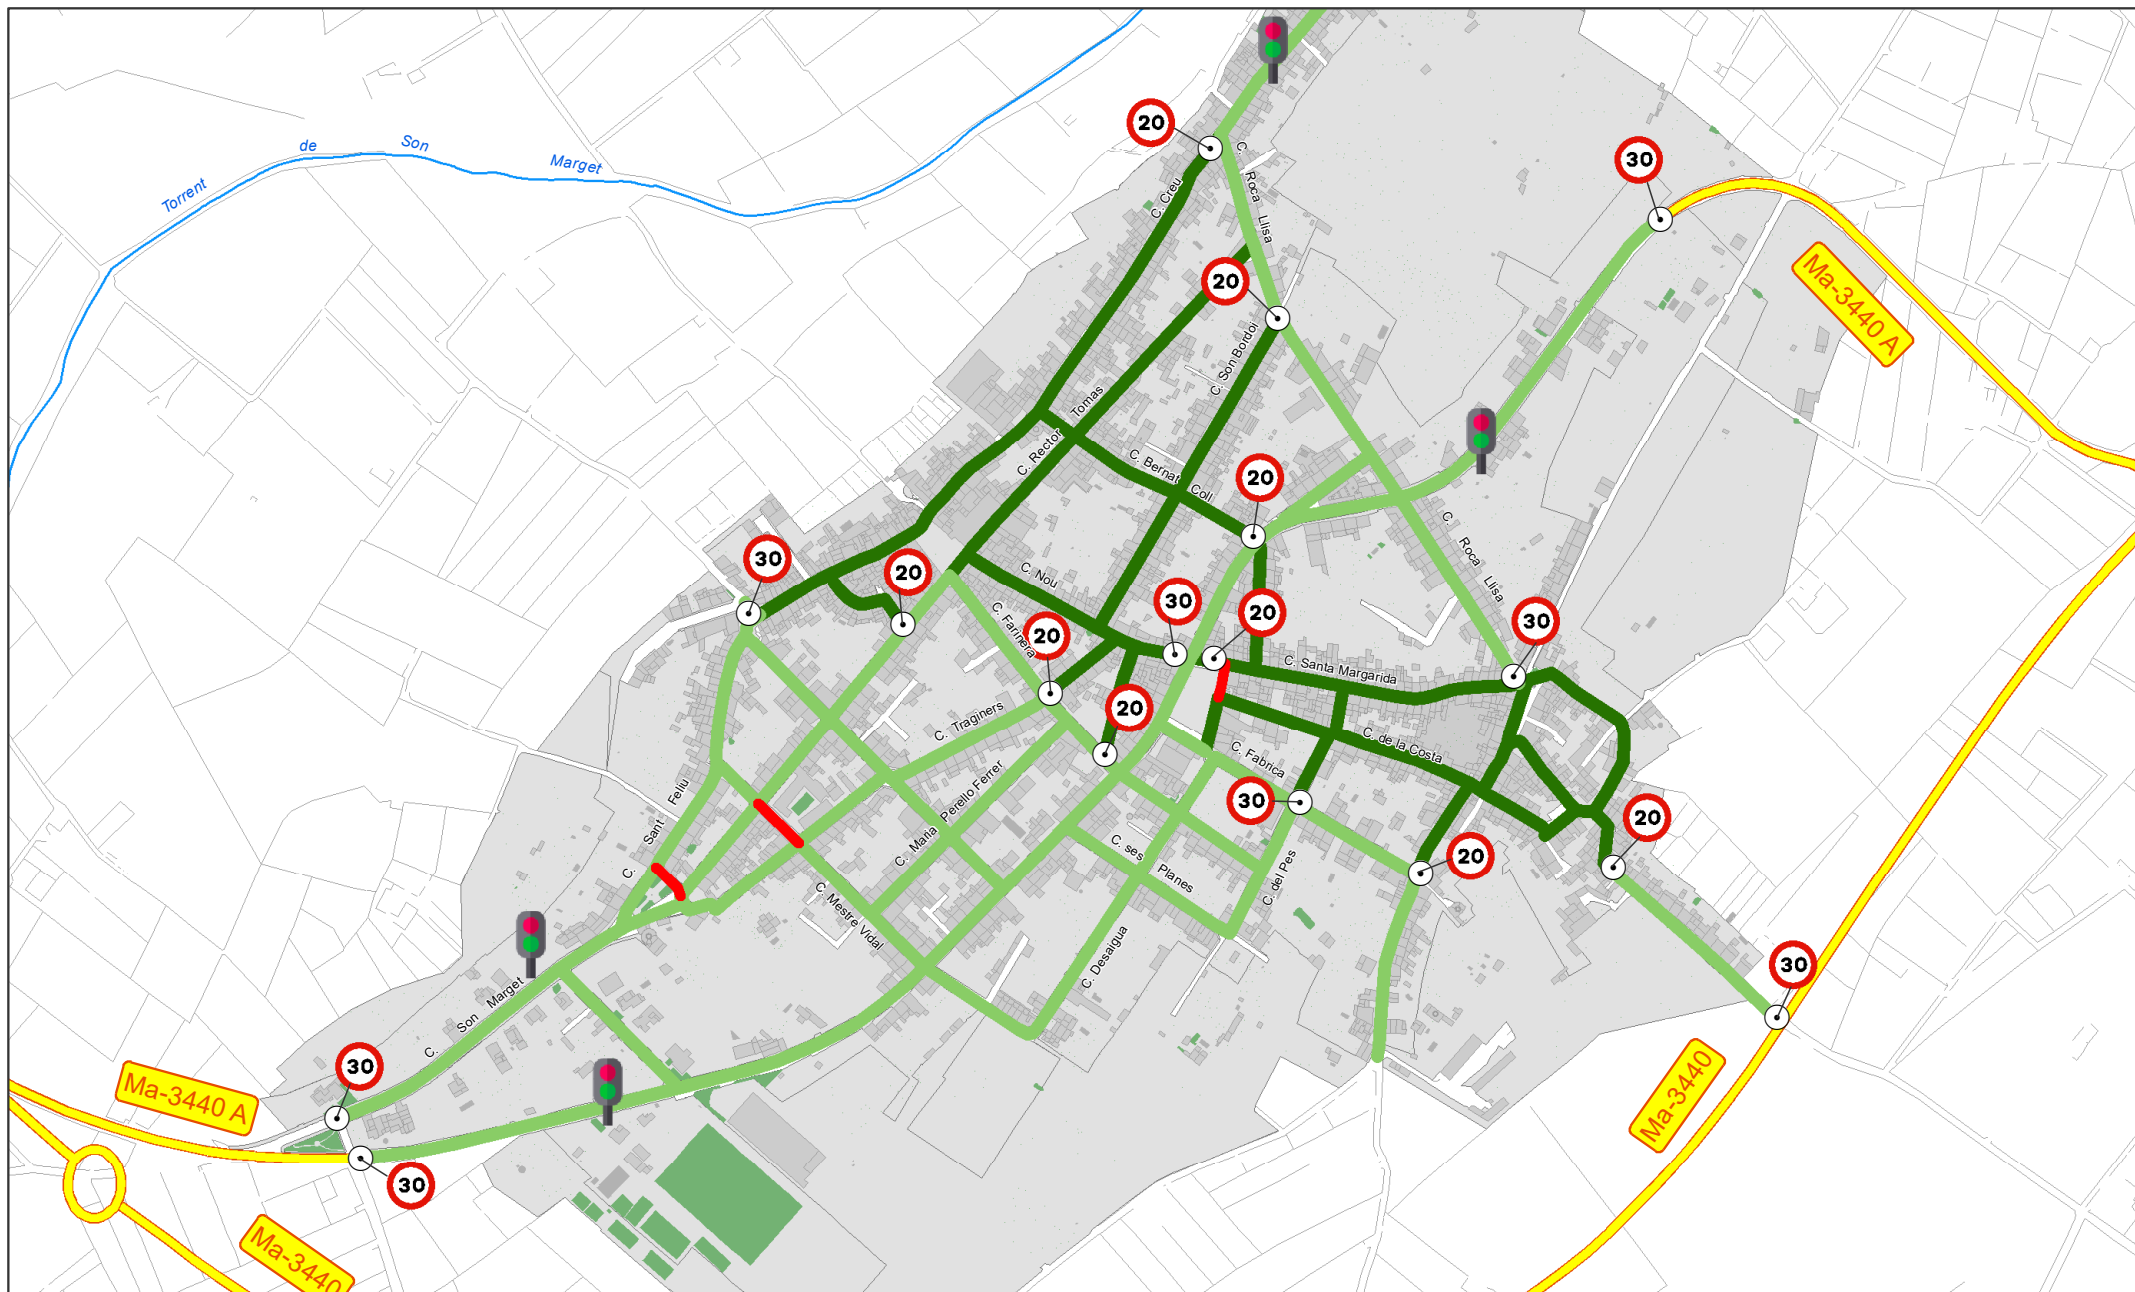 20
C.
Roca
Llisa
30
de
Son
Marget
Torrent
C. Creu
20
Ma-3440 A
C. Son Bordoi
C. Rector
Tomas
C. Bernat
Coll
20
C.
Roca
Llisa
30
20
C. Nou
C. Farinera
30
20
30
20
C. Santa Margarida
20
C. Traginers
C. de la Costa
C. Fabrica
C. Maria
Perello Ferrer
30
20
20
C.
Sant
Feliu
C. ses
Planes
C. del Pes
C. Mestre Vidal
C. Desaigua
30
C.
Son
Marget
30
Ma-3440 A
Ma-3440
30
Ma-3440